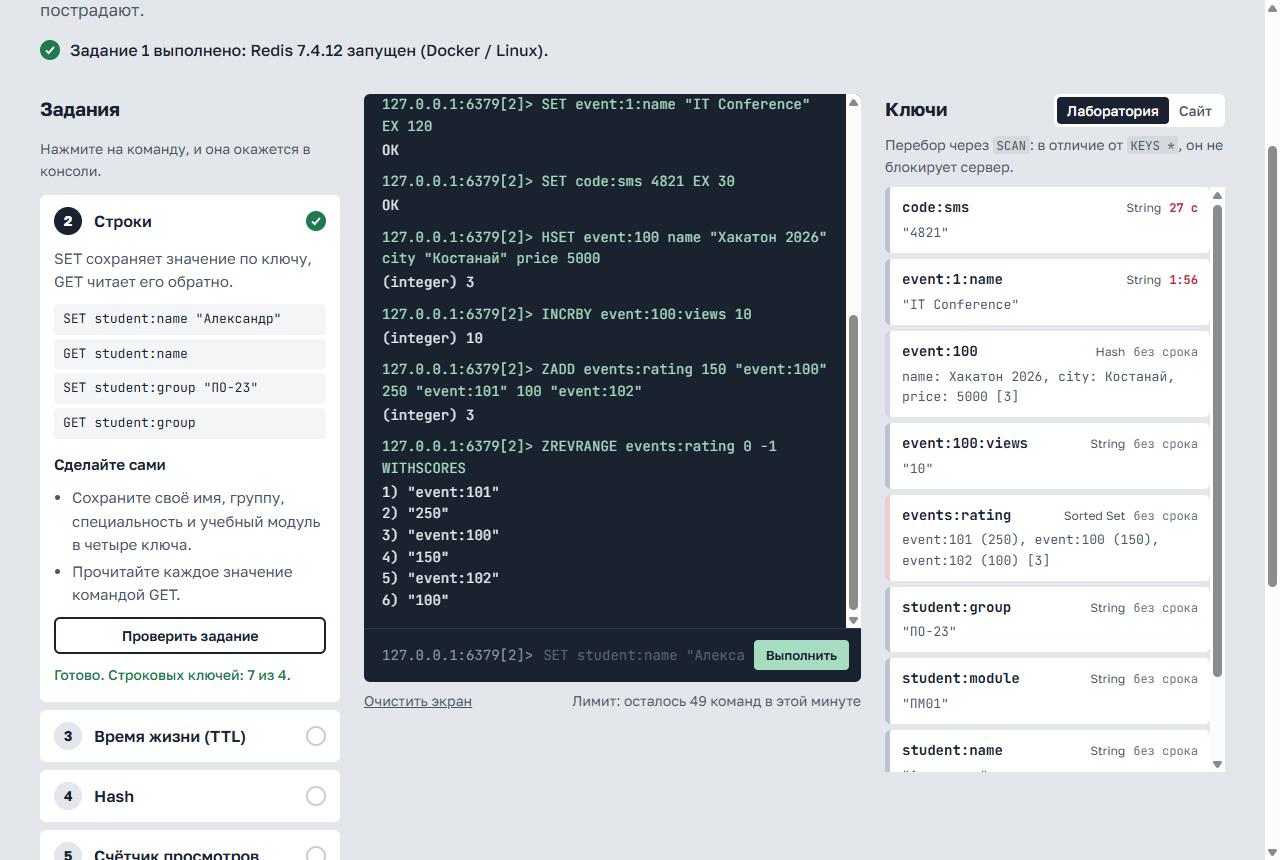 пострадают.
Задание 1 выполнено: Redis 7.4.12 запущен (Docker / Linux).
Задания
Нажмите на команду, и она окажется в
консоли.
2 Строки
SET сохраняет значение по ключу,
GET читает его обратно.
SET student:name "Александр"
GET student:name
SET student:group "ПО-23"
GET student:group
Сделайте сами
• Сохраните своё имя, группу,
специальность и учебный модуль
в четыре ключа.
• Прочитайте каждое значение
командой GET.
Проверить задание
Готово. Строковых ключей: 7 из 4.
3 Время жизни (TTL)
4 Hash
5 Счётчик просмотров
127.0.0.1:6379[2]> SET event:1:name "IT Conference"
EX 120
OK
127.0.0.1:6379[2]> SET code:sms 4821 EX 30
OK
127.0.0.1:6379[2]> HSET event:100 name "Хакатон 2026"
city "Костанай" price 5000
(integer) 3
127.0.0.1:6379[2]> INCRBY event:100:views 10
(integer) 10
127.0.0.1:6379[2]> ZADD events:rating 150 "event:100"
250 "event:101" 100 "event:102"
(integer) 3
127.0.0.1:6379[2]> ZREVRANGE events:rating 0 -1
WITHSCORES
1) "event:101"
2) "250"
3) "event:100"
4) "150"
5) "event:102"
6) "100"
127.0.0.1:6379[2]> SET student:name "Алекса
Выполнить
Очистить экран
Лимит: осталось 49 команд в этой минуте
Ключи
Лаборатория Сайт
Перебор через SCAN: в отличие от KEYS *, он не
блокирует сервер.
code:sms String 27 с
"4821"
event:1:name String 1:56
"IT Conference"
event:100 Hash без срока
name: Хакатон 2026, city: Костанай,
price: 5000 [3]
event:100:views String без срока
"10"
events:rating Sorted Set без срока
event:101 (250), event:100 (150),
event:102 (100) [3]
student:group String без срока
"ПО-23"
student:module String без срока
"ПМ01"
student:name String без срока